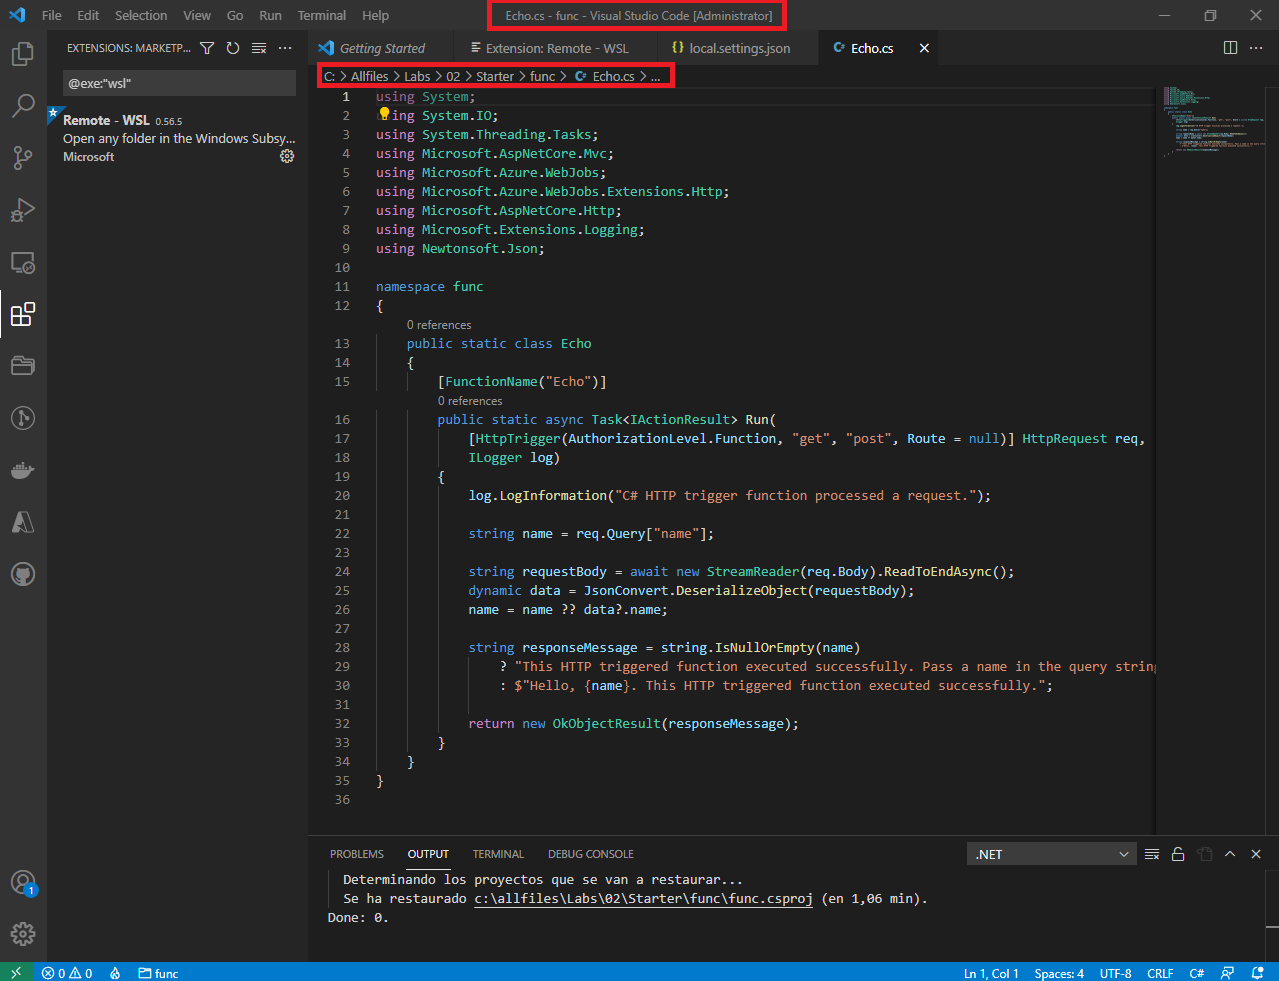 File Edit Selection View Go Run Terminal Help
Echo.cs - func - Visual Studio Code [Administrator]
EXTENSIONS: MARKETP...
Getting Started
Extension: Remote - WSL
{} local.settings.json
C# Echo.cs
@exe:"wsl"
Remote - WSL 0.56.5
Open any folder in the Windows Subsy...
Microsoft
C: > Allfiles > Labs > 02 > Starter > func > C# Echo.cs > ...
1 using System;
2 ing System.IO;
3 using System.Threading.Tasks;
4 using Microsoft.AspNetCore.Mvc;
5 using Microsoft.Azure.WebJobs;
6 using Microsoft.Azure.WebJobs.Extensions.Http;
7 using Microsoft.AspNetCore.Http;
8 using Microsoft.Extensions.Logging;
9 using Newtonsoft.Json;
10
11 namespace func
12 {
0 references
13 public static class Echo
14 {
15 [FunctionName("Echo")]
0 references
16 public static async Task<IActionResult> Run(
17 [HttpTrigger(AuthorizationLevel.Function, "get", "post", Route = null)] HttpRequest req,
18 ILogger log)
19 {
20 log.LogInformation("C# HTTP trigger function processed a request.");
21
22 string name = req.Query["name"];
23
24 string requestBody = await new StreamReader(req.Body).ReadToEndAsync();
25 dynamic data = JsonConvert.DeserializeObject(requestBody);
26 name = name ?? data?.name;
27
28 string responseMessage = string.IsNullOrEmpty(name)
29 ? "This HTTP triggered function executed successfully. Pass a name in the query string
30 : $"Hello, {name}. This HTTP triggered function executed successfully.";
31
32 return new OkObjectResult(responseMessage);
33 }
34 }
35 }
36
PROBLEMS OUTPUT TERMINAL DEBUG CONSOLE
.NET
Determinando los proyectos que se van a restaurar...
Se ha restaurado c:\allfiles\Labs\02\Starter\func\func.csproj (en 1,06 min).
Done: 0.
1
0 0 func
Ln 1, Col 1 Spaces: 4 UTF-8 CRLF C#